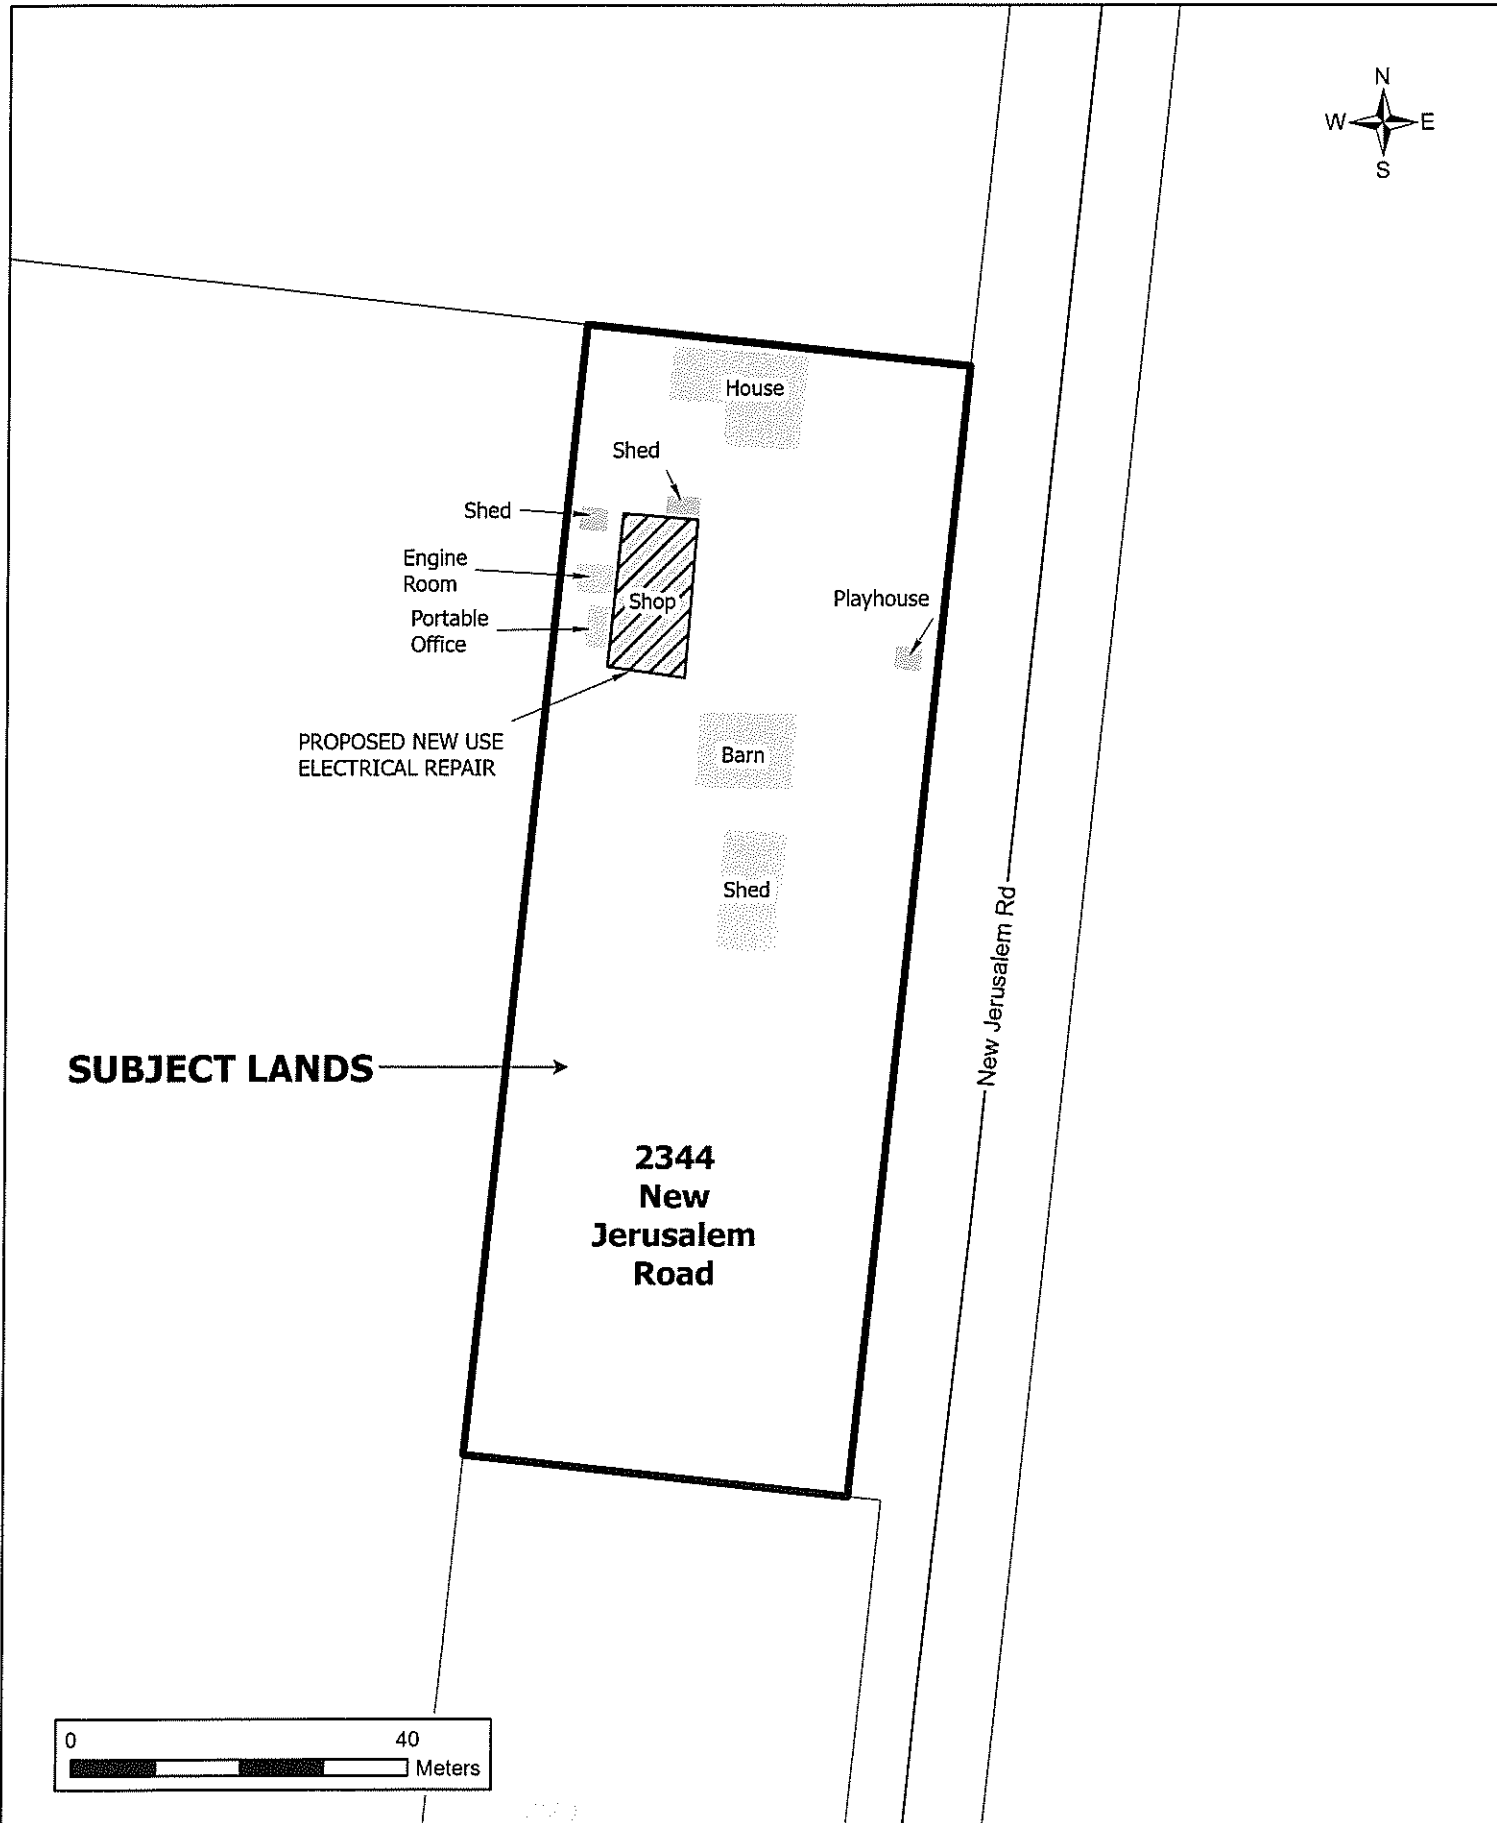 N
W E
S
House
Shed
Shed
Engine
Room
Shop
Playhouse
Portable
Office
PROPOSED NEW USE
ELECTRICAL REPAIR
Barn
Shed
New Jerusalem Rd
SUBJECT LANDS
2344
New
Jerusalem
Road
0 40
Meters